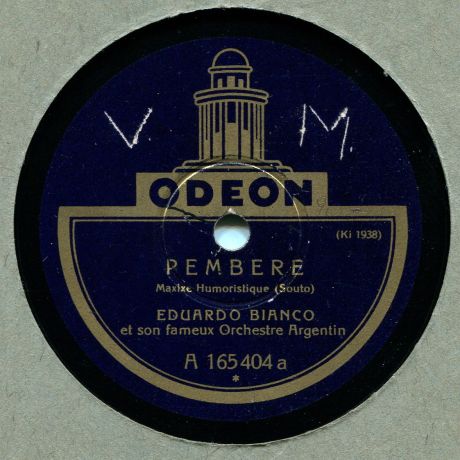 V. M.
ODEON
(Ki 1938)
PEMBERE
Maxixe Humoristique (Souto)
EDUARDO BIANCO
et son fameux Orchestre Argentin
A 165404 a
*